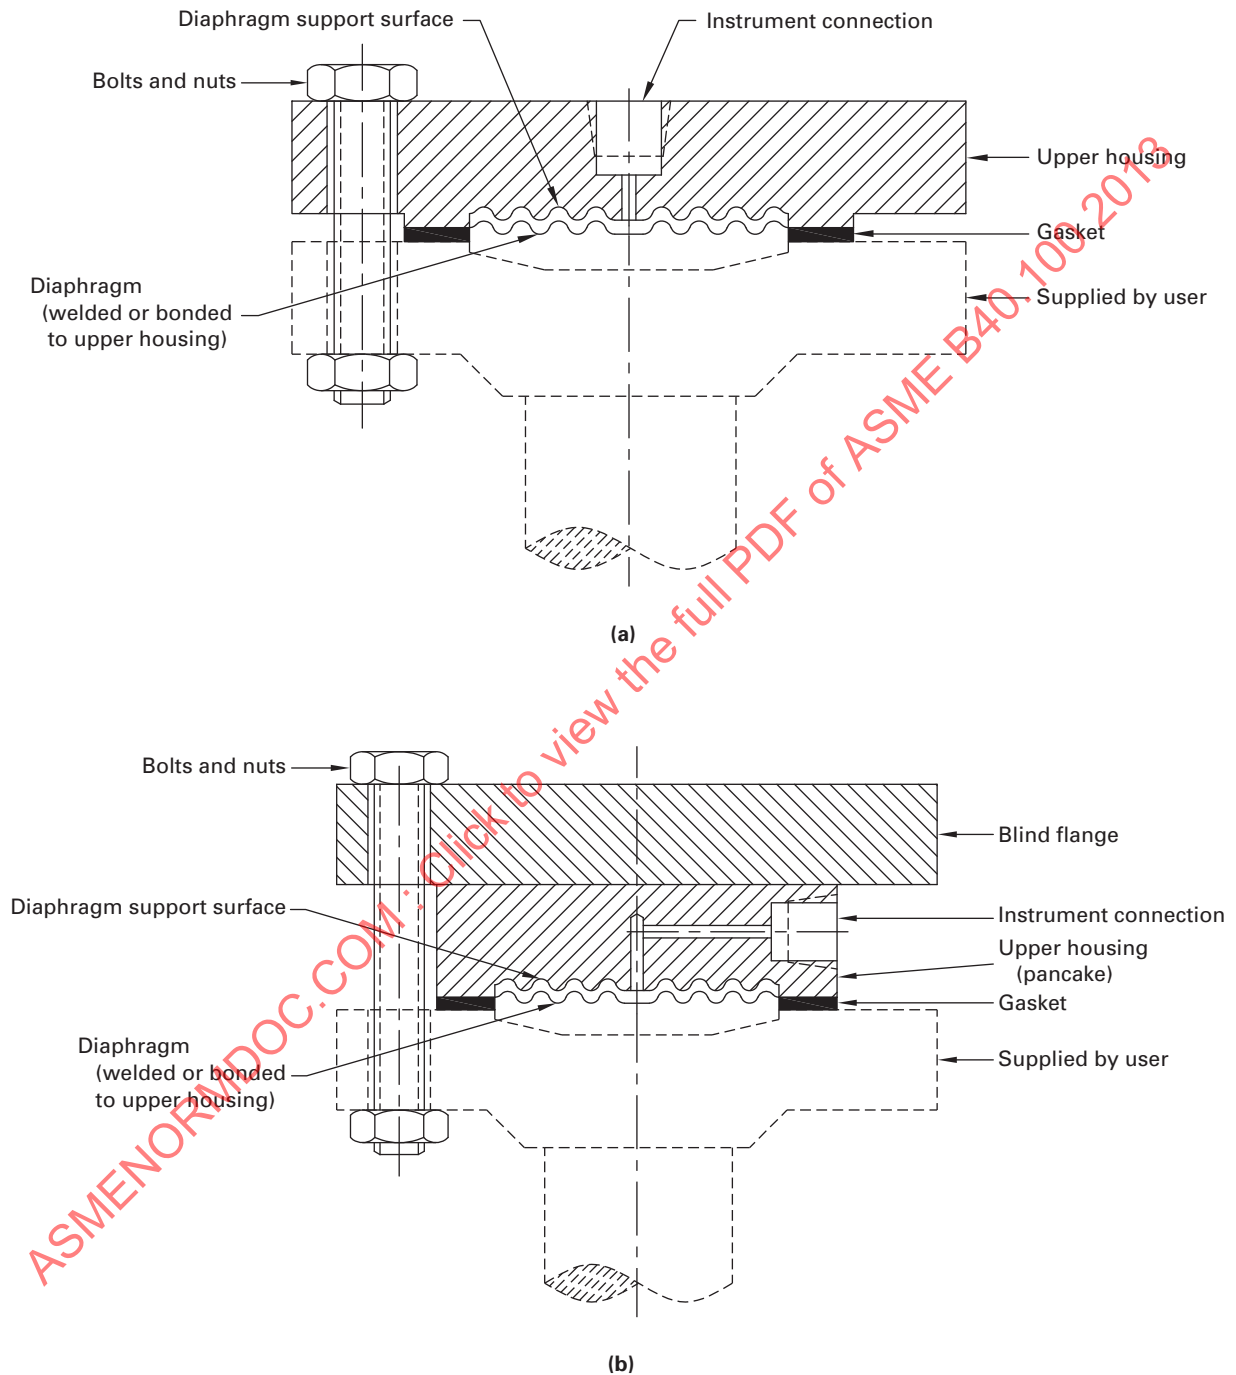 Diaphragm support surface
Instrument connection
Bolts and nuts
Upper housing
Gasket
Diaphragm
(welded or bonded
to upper housing)
Supplied by user
(a)
Bolts and nuts
Blind flange
Diaphragm support surface
Instrument connection
Upper housing
(pancake)
Gasket
Diaphragm
(welded or bonded
to upper housing)
Supplied by user
(b)
ASMENORMDOC.COM : Click to view the full PDF of ASME B40.100 2013